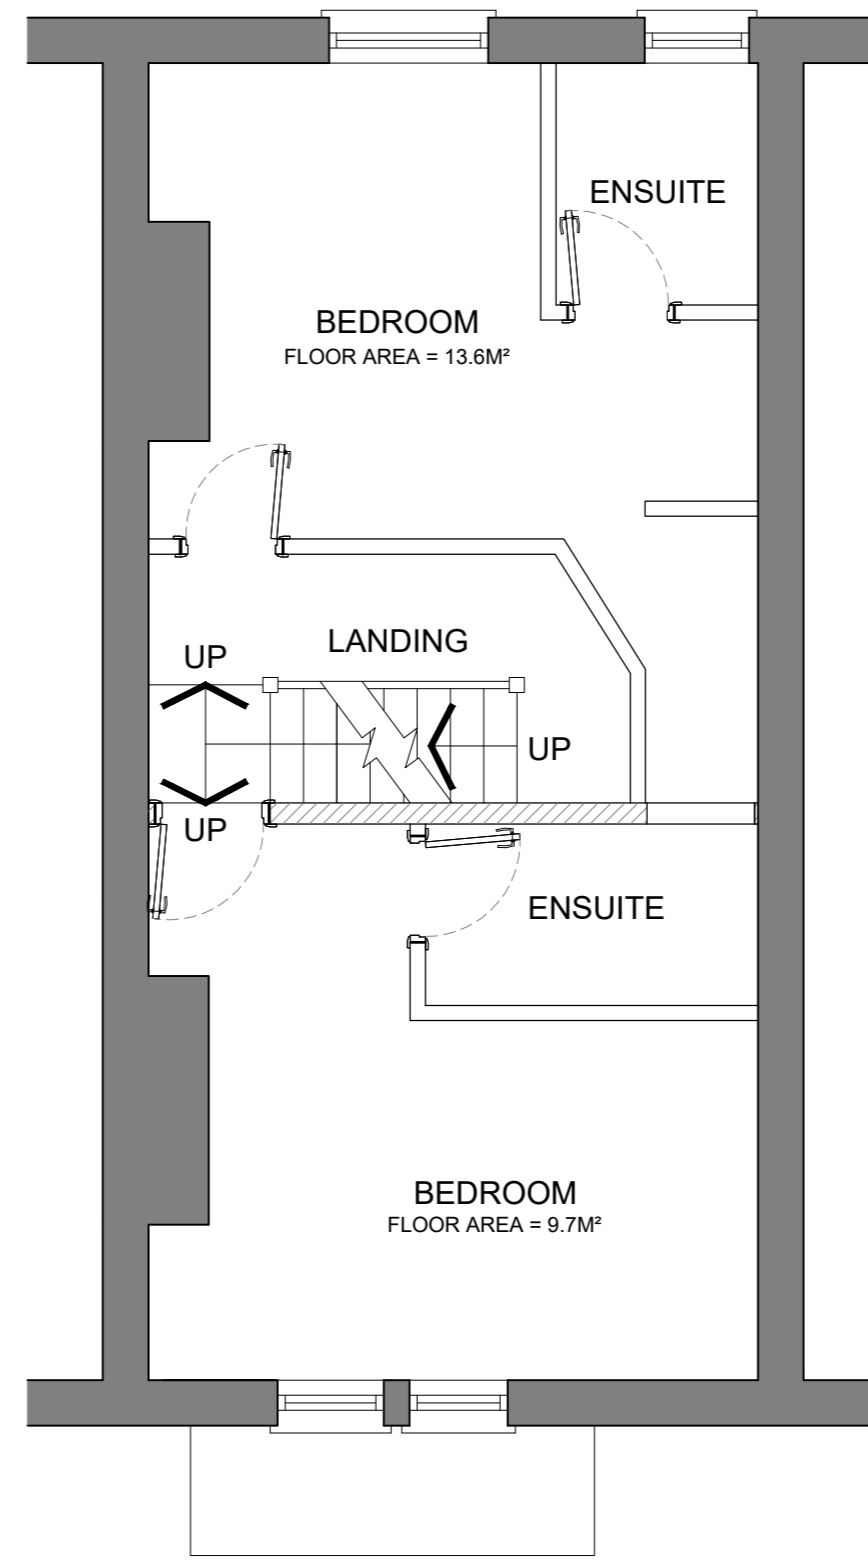 ENSUITE
BEDROOM
FLOOR AREA = 13.6M²
LANDING
UP
UP
UP
ENSUITE
BEDROOM
FLOOR AREA = 9.7M²